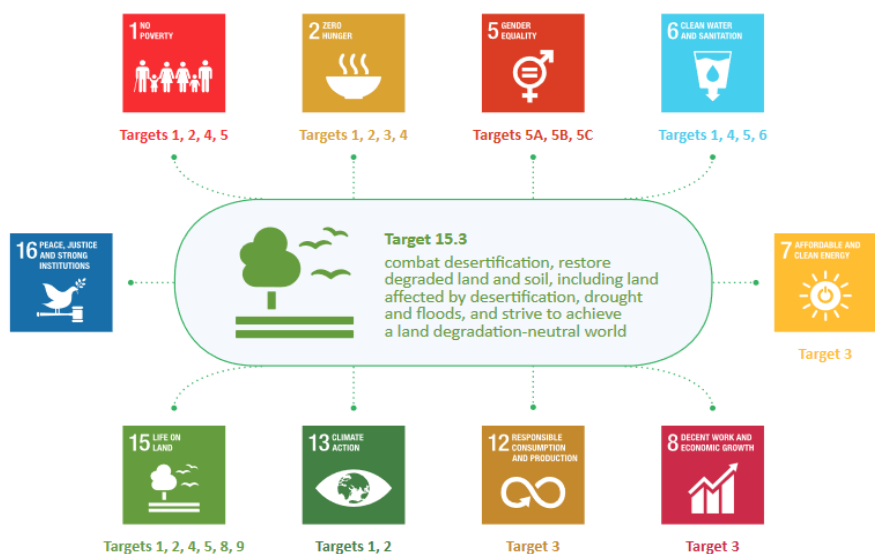 1 NO
POVERTY
Targets 1, 2, 4, 5
2 ZERO
HUNGER
Targets 1, 2, 3, 4
5 GENDER
EQUALITY
Targets 5A, 5B, 5C
6 CLEAN WATER
AND SANITATION
Targets 1, 4, 5, 6
16 PEACE, JUSTICE
AND STRONG
INSTITUTIONS
Target 15.3
combat desertification, restore
degraded land and soil, including land
affected by desertification, drought
and floods, and strive to achieve
a land degradation-neutral world
7 AFFORDABLE AND
CLEAN ENERGY
Target 3
15 LIFE ON
LAND
Targets 1, 2, 4, 5, 8, 9
13 CLIMATE
ACTION
Targets 1, 2
12 RESPONSIBLE
CONSUMPTION
AND PRODUCTION
Target 3
8 DECENT WORK AND
ECONOMIC GROWTH
Target 3